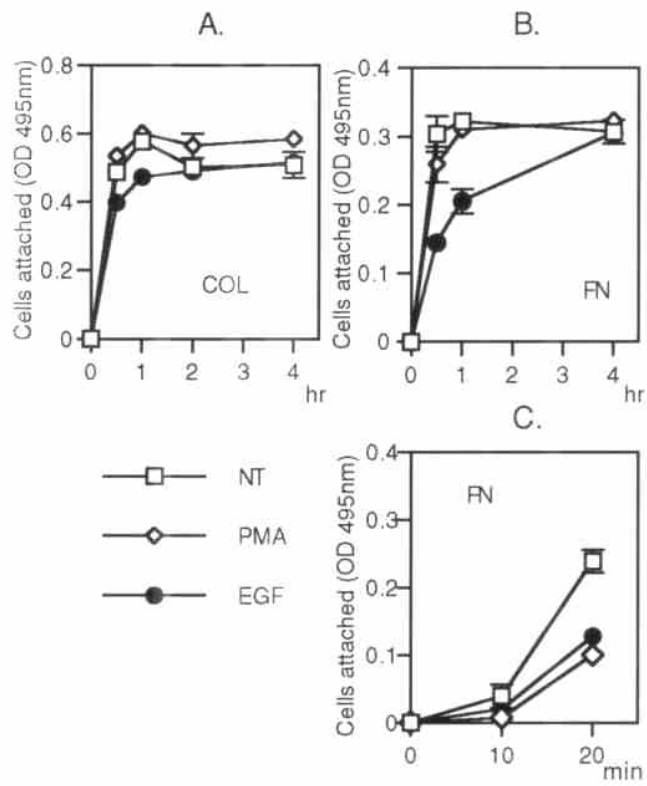 A.
Cells attached (OD 495nm)
0.8
0.6
0.4
0.2
0
COL
0 1 2 4
hr
B.
Cells attached (OD 495nm)
0.4
0.3
0.2
0.1
0
FN
0 1 2 4
hr
NT
PMA
EGF
C.
Cells attached (OD 495nm)
0.4
0.3
0.2
0.1
0
FN
0 10 20
min